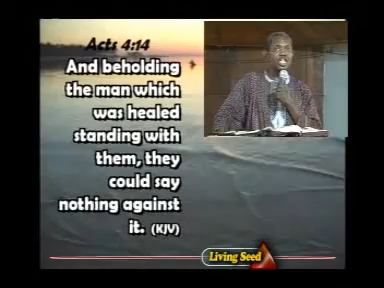 Acts 4:14
And beholding
the man which
was healed
standing with
them, they
could say
nothing against
it. (KJV)
Living Seed